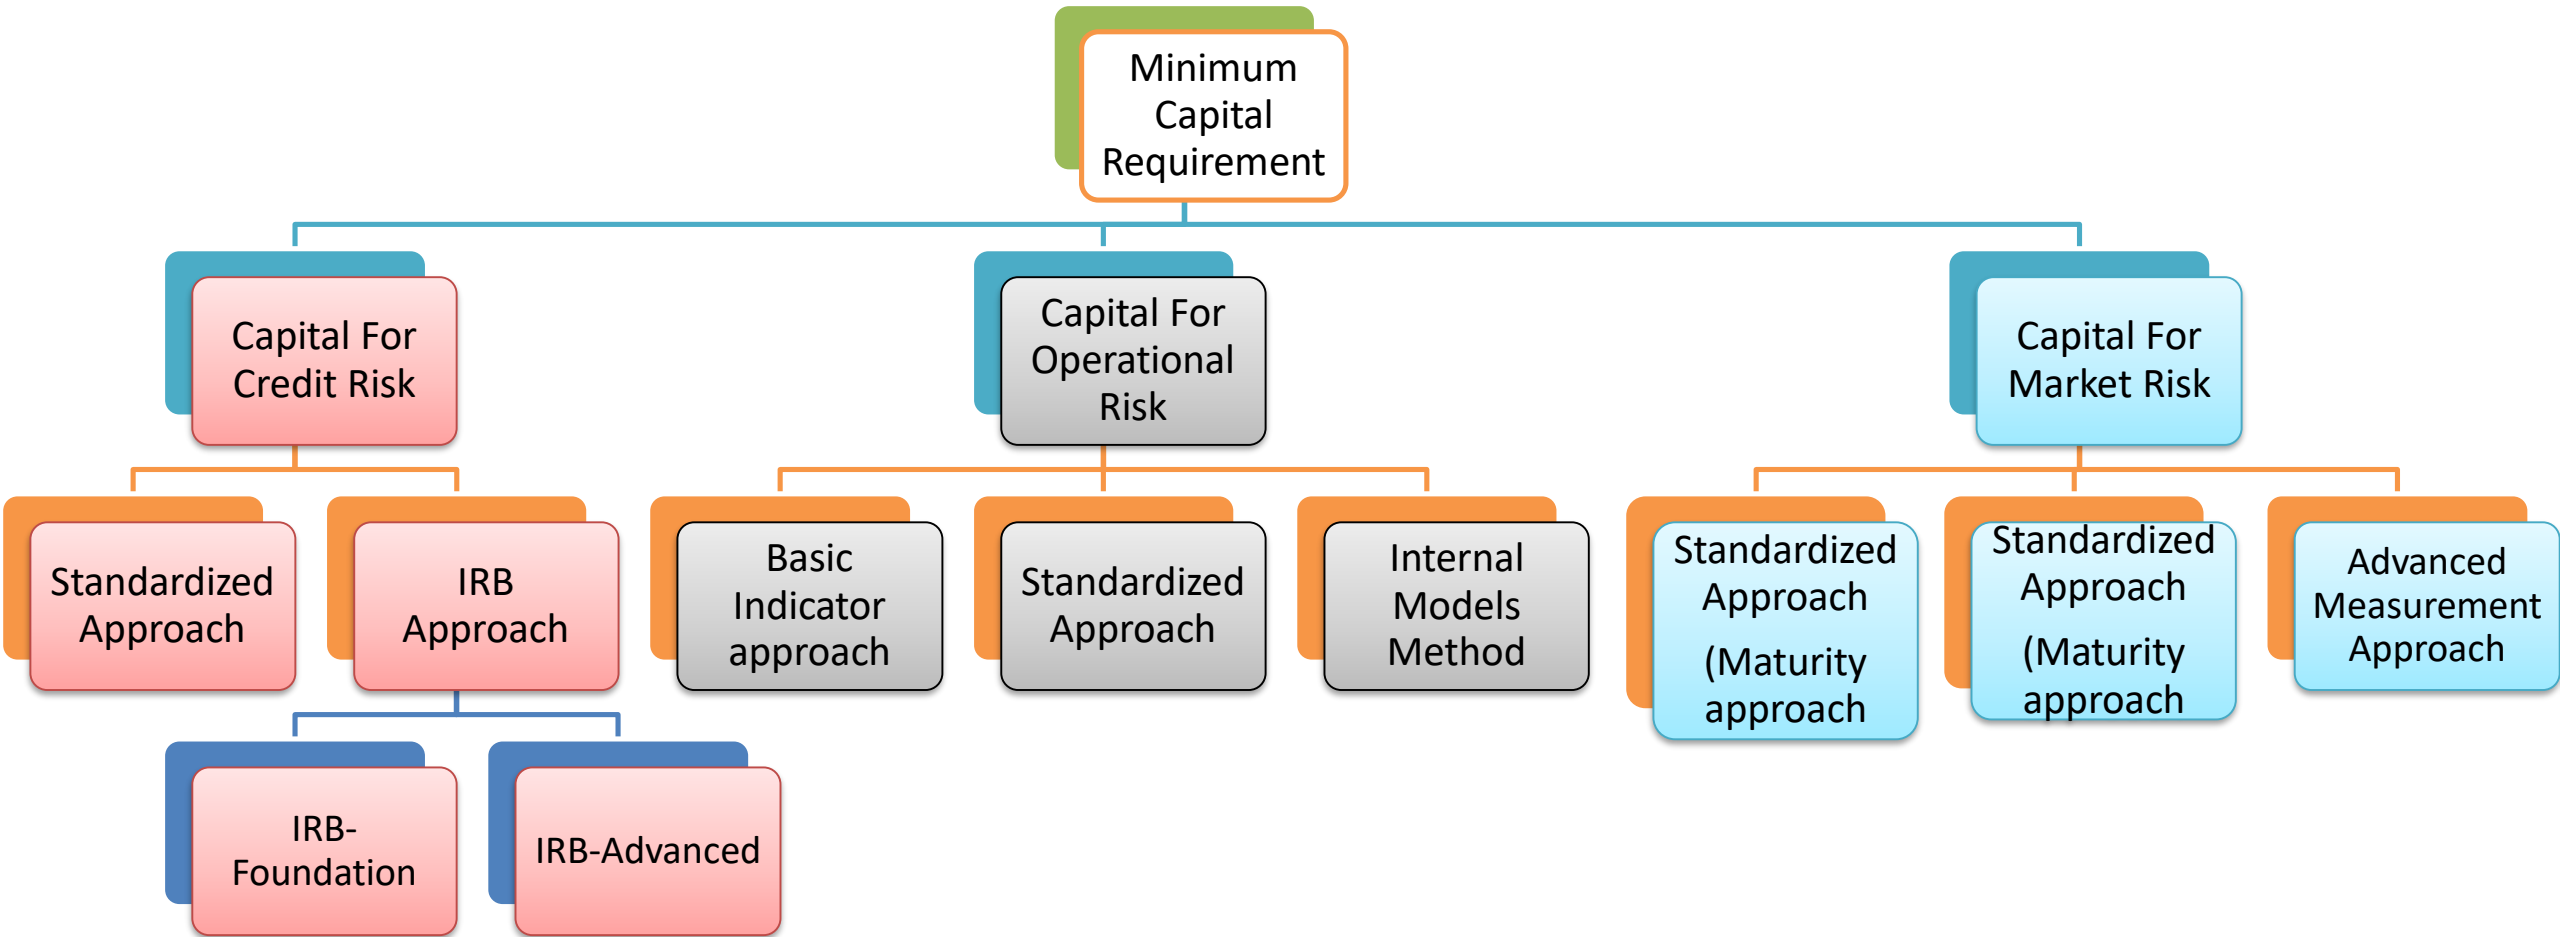 Minimum
Capital
Requirement
Capital For
Credit Risk
Capital For
Operational
Risk
Capital For
Market Risk
Standardized
Approach
IRB
Approach
Basic
Indicator
approach
Standardized
Approach
Internal
Models
Method
Standardized
Approach
(Maturity
approach
Standardized
Approach
(Maturity
approach
Advanced
Measurement
Approach
IRB-
Foundation
IRB-Advanced